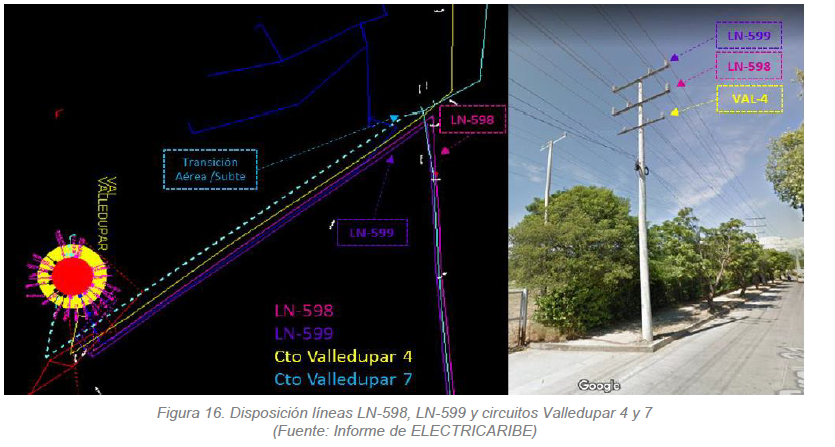 LN-599
LN-598
VAL-4
LN-598
Transición
Aérea /Subte
LN-599
VAL
VALLEDUPAR
LN-598
LN-599
Cto Valledupar 4
Cto Valledupar 7
Google
Figura 16. Disposición líneas LN-598, LN-599 y circuitos Valledupar 4 y 7
(Fuente: Informe de ELECTRICARIBE)